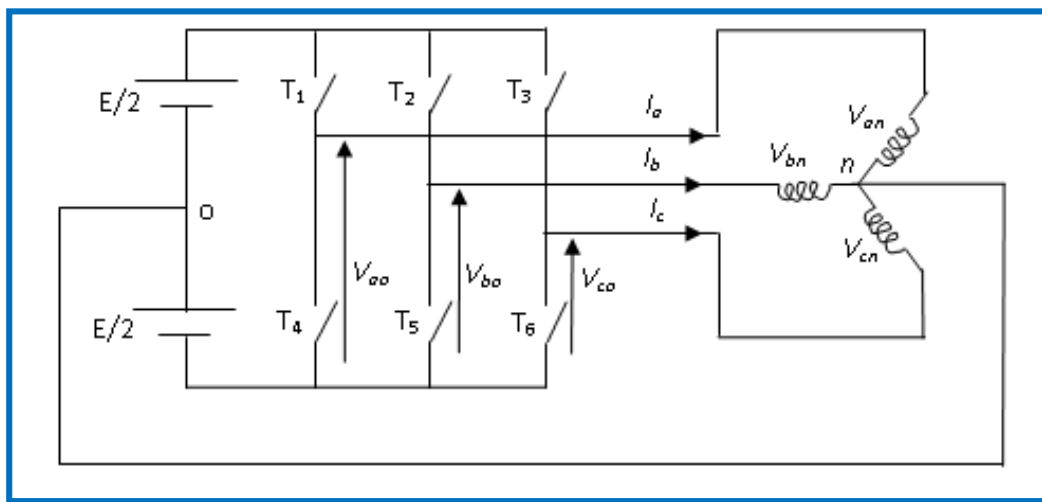 E/2
T1
T2
T3
Ia
Van
Ib
Vbn
n
Ic
Vcn
O
Vao
Vbo
Vco
E/2
T4
T5
T6